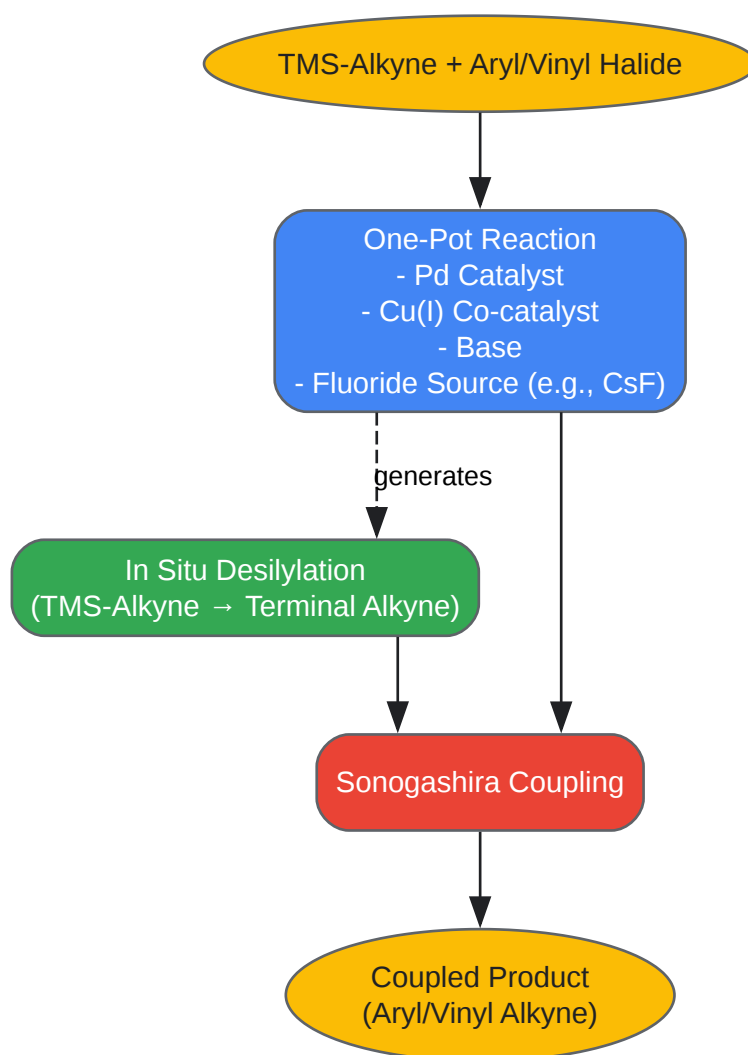 TMS-Alkyne + Aryl/Vinyl Halide
One-Pot Reaction
- Pd Catalyst
- Cu(I) Co-catalyst
- Base
- Fluoride Source (e.g., CsF)
generates
In Situ Desilylation
(TMS-Alkyne → Terminal Alkyne)
Sonogashira Coupling
Coupled Product
(Aryl/Vinyl Alkyne)